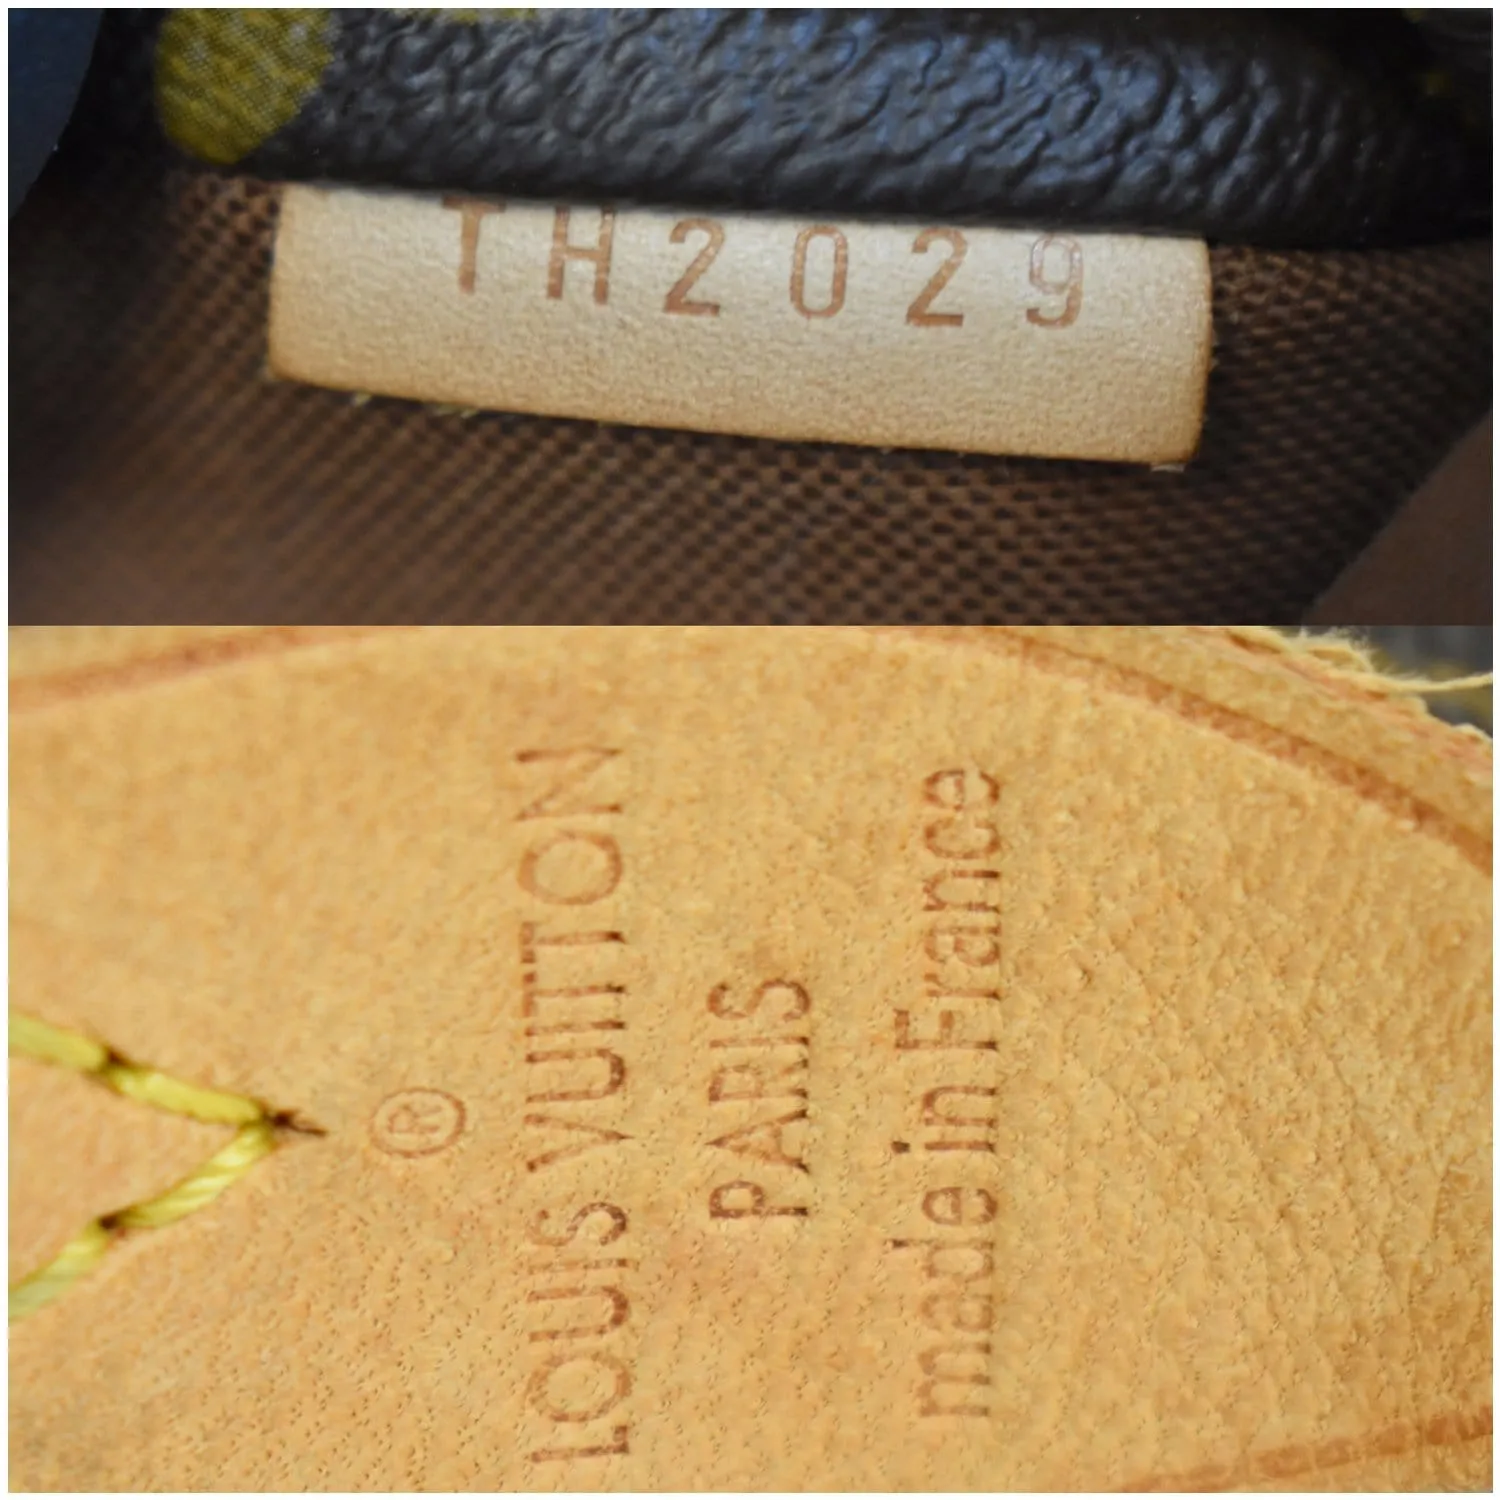 TH2029
®
LOUIS VUITTON
PARIS
made in France